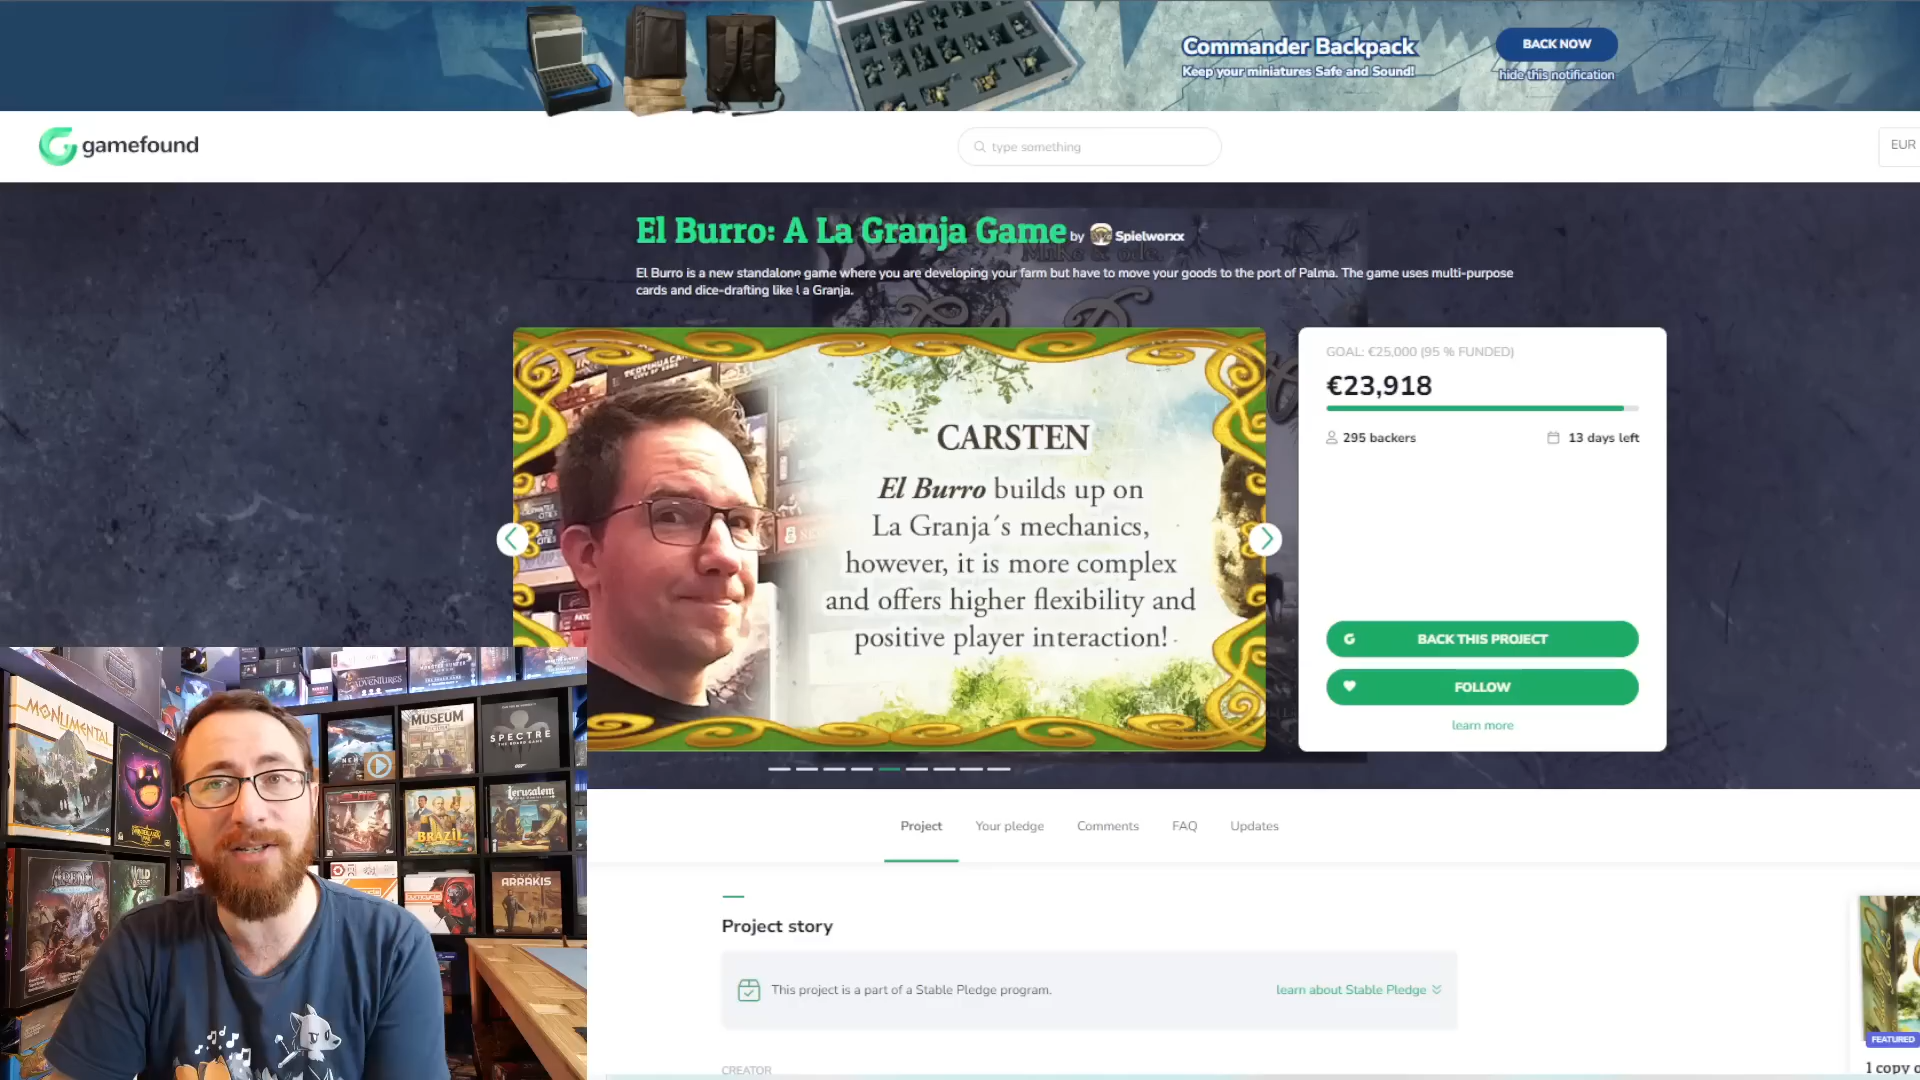 Commander Backpack
Keep your miniatures Safe and Sound!
BACK NOW
hide this notification
gamefound
type something
EUR
El Burro: A La Granja Game by Spielworxx
El Burro is a new standalone game where you are developing your farm but have to move your goods to the port of Palma. The game uses multi-purpose
cards and dice-drafting like La Granja.
CARSTEN
El Burro builds up on
La Granja´s mechanics,
however, it is more complex
and offers higher flexibility and
positive player interaction!
GOAL: €25,000 (95 % FUNDED)
€23,918
295 backers
13 days left
BACK THIS PROJECT
FOLLOW
learn more
MONUMENTAL
ADVENTURES
MUSEUM
SPECTRE
Jerusalem
BRAZIL
WILD
ARRAKIS
Project
Your pledge
Comments
FAQ
Updates
Project story
This project is a part of a Stable Pledge program.
learn about Stable Pledge
CREATOR
FEATURED
1 copy